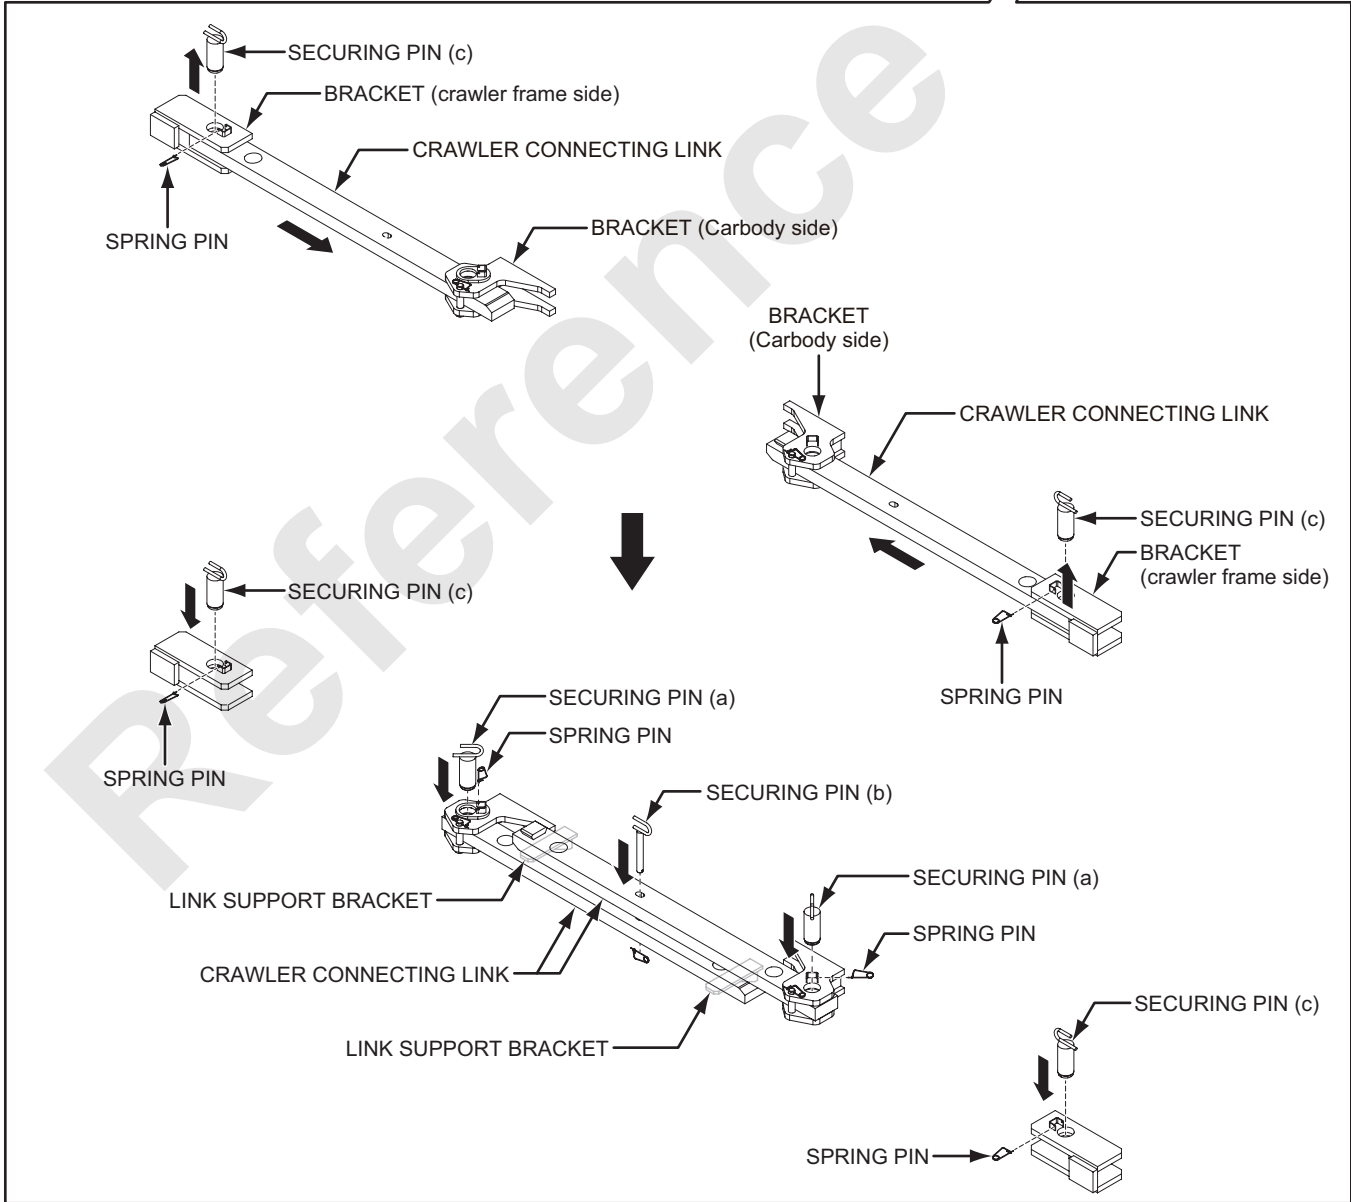 SECURING PIN (c)
BRACKET (crawler frame side)
CRAWLER CONNECTING LINK
SPRING PIN
BRACKET (Carbody side)
BRACKET
(Carbody side)
CRAWLER CONNECTING LINK
SECURING PIN (c)
BRACKET
(crawler frame side)
SPRING PIN
SECURING PIN (c)
SPRING PIN
SECURING PIN (a)
SPRING PIN
SECURING PIN (b)
LINK SUPPORT BRACKET
SECURING PIN (a)
SPRING PIN
CRAWLER CONNECTING LINK
LINK SUPPORT BRACKET
SECURING PIN (c)
SPRING PIN
Reference